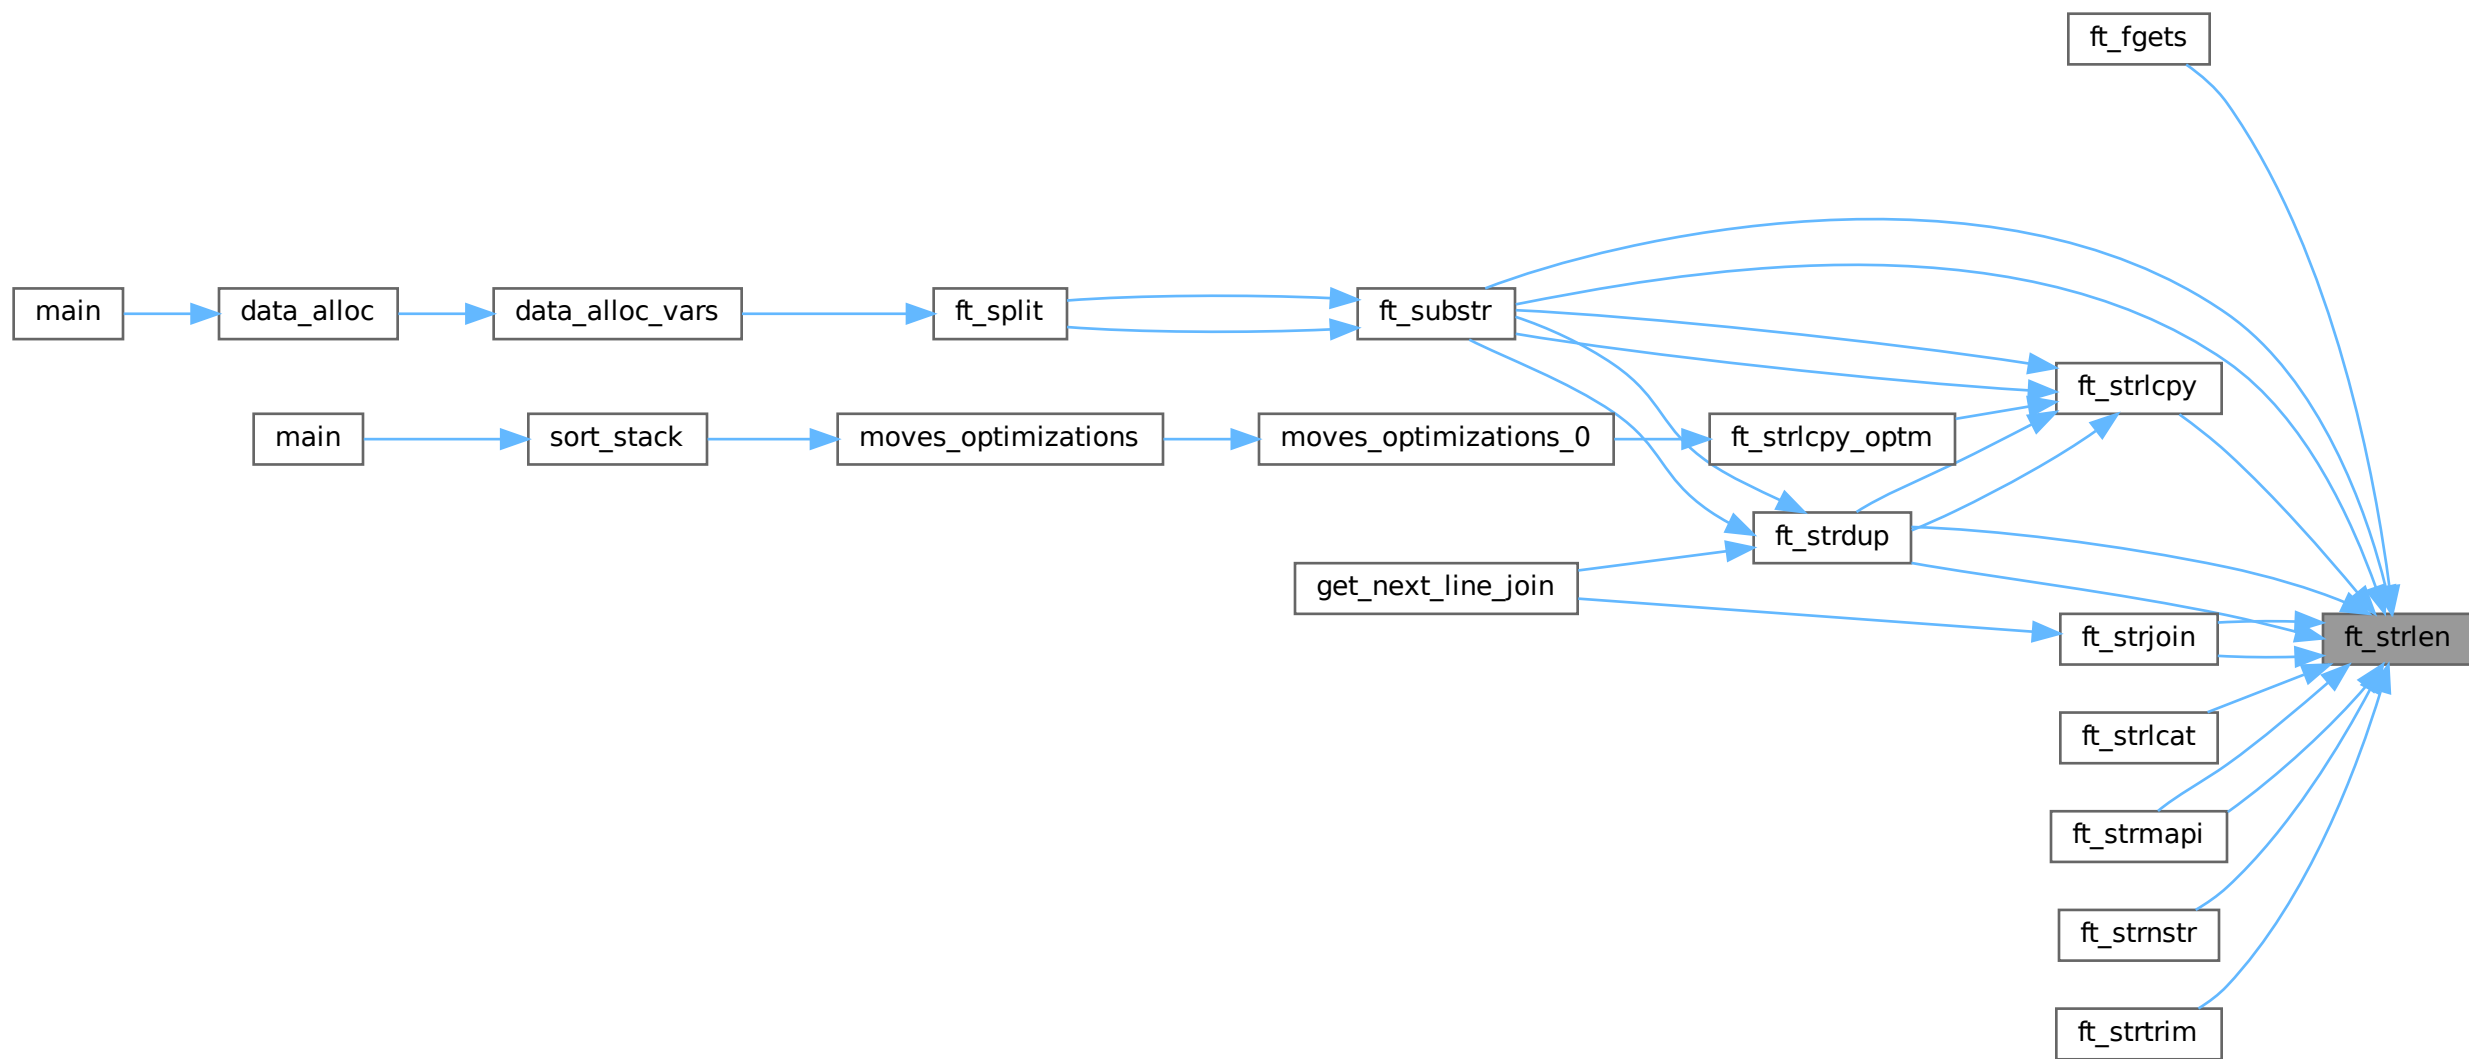 ft_fgets
main
data_alloc
data_alloc_vars
ft_split
ft_substr
ft_strlcpy
main
sort_stack
moves_optimizations
moves_optimizations_0
ft_strlcpy_optm
ft_strdup
get_next_line_join
ft_strjoin
ft_strlen
ft_strlcat
ft_strmapi
ft_strnstr
ft_strtrim